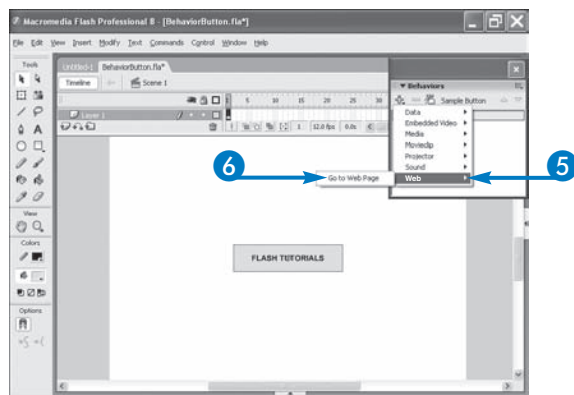 Macromedia Flash Professional 8 - [BehaviorButton.fla*]
File Edit View Insert Modify Text Commands Control Window Help
Tools
Untitled-1 BehaviorButton.fla*
Timeline Scene 1
Behaviors
Sample Button
5 10 15 20 25 30
Layer 1
1 12.0 fps 0.0s
Data
Embedded Video
Media
Movieclip
Projector
Sound
Web
Go to Web Page
6
5
View
Colors
Options
FLASH TUTORIALS